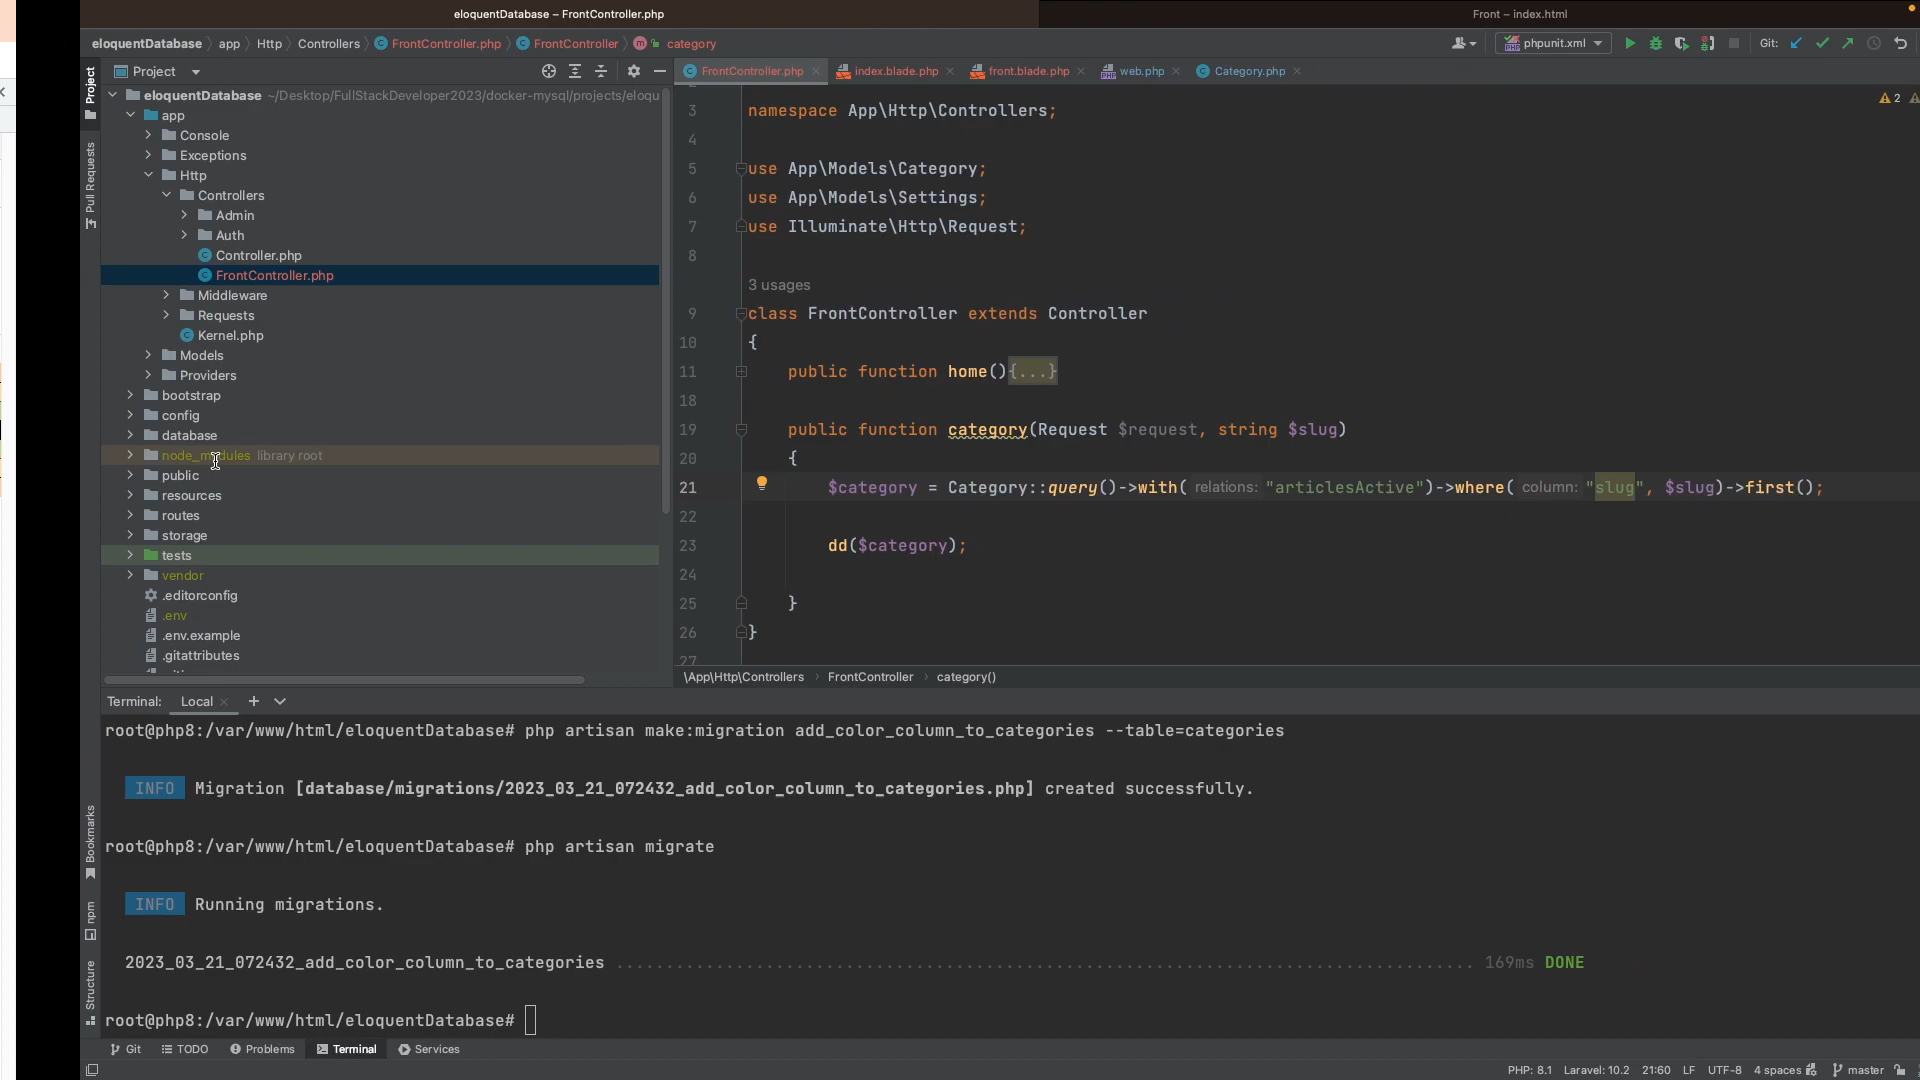 eloquentDatabase – FrontController.php
Front – index.html
eloquentDatabase app Http Controllers FrontController.php FrontController category
phpunit.xml Git:
Project
FrontController.php index.blade.php front.blade.php web.php Category.php
eloquentDatabase ~/Desktop/FullStackDeveloper2023/docker-mysql/projects/eloqu
app
Console
Exceptions
Http
Controllers
Admin
Auth
Controller.php
FrontController.php
Middleware
Requests
Kernel.php
Models
Providers
bootstrap
config
database
node_modules library root
public
resources
routes
storage
tests
vendor
.editorconfig
.env
.env.example
.gitattributes
Project
Pull Requests
Bookmarks
npm
Structure
2
3 namespace App\Http\Controllers;
4
5 use App\Models\Category;
6 use App\Models\Settings;
7 use Illuminate\Http\Request;
8
3 usages
9 class FrontController extends Controller
10 {
11 public function home(){...}
18
19 public function category(Request $request, string $slug)
20 {
21 $category = Category::query()->with( relations: "articlesActive")->where( column: "slug", $slug)->first();
22
23 dd($category);
24
25 }
26 }
27
\App\Http\Controllers FrontController category()
Terminal: Local
root@php8:/var/www/html/eloquentDatabase# php artisan make:migration add_color_column_to_categories --table=categories
INFO Migration [database/migrations/2023_03_21_072432_add_color_column_to_categories.php] created successfully.
root@php8:/var/www/html/eloquentDatabase# php artisan migrate
INFO Running migrations.
2023_03_21_072432_add_color_column_to_categories ........ 169ms DONE
root@php8:/var/www/html/eloquentDatabase#
Git TODO Problems Terminal Services
PHP: 8.1 Laravel: 10.2 21:60 LF UTF-8 4 spaces master